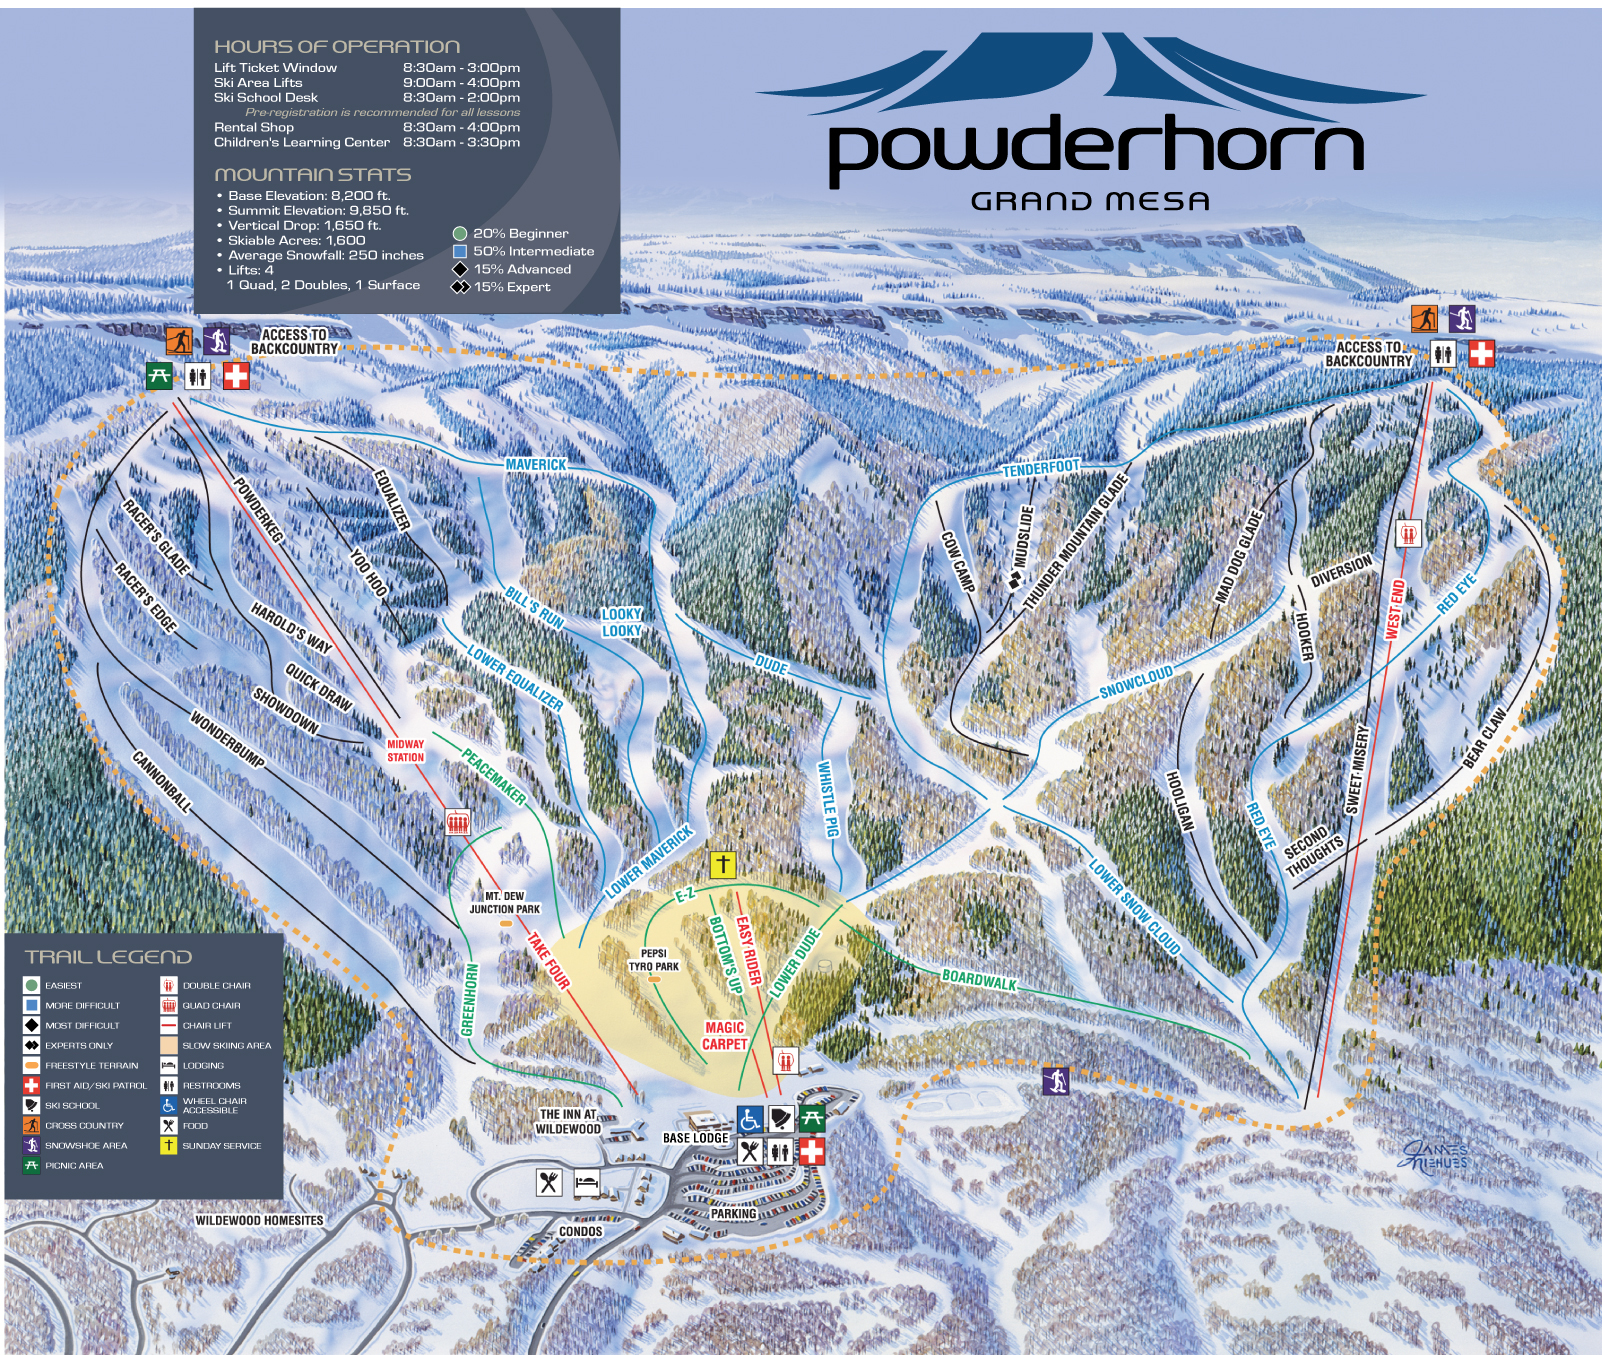 HOURS OF OPERATION
Lift Ticket Window 8:30am - 3:00pm
Ski Area Lifts 9:00am - 4:00pm
Ski School Desk 8:30am - 2:00pm
Pre-registration is recommended for all lessons
Rental Shop 8:30am - 4:00pm
Children's Learning Center 8:30am - 3:30pm
MOUNTAIN STATS
• Base Elevation: 8,200 ft.
• Summit Elevation: 9,850 ft.
• Vertical Drop: 1,650 ft.
• Skiable Acres: 1,600
• Average Snowfall: 250 inches
• Lifts: 4
1 Quad, 2 Doubles, 1 Surface
20% Beginner
50% Intermediate
15% Advanced
15% Expert
powderhorn
GRAND MESA
ACCESS TO
BACKCOUNTRY
ACCESS TO
BACKCOUNTRY
MAVERICK
TENDERFOOT
RACER'S GLADE
POWDERKEG
EQUALIZER
YOO HOO
RACER'S EDGE
HAROLD'S WAY
QUICK DRAW
SHOWDOWN
WONDERBUMP
CANNONBALL
BILL'S RUN
LOOKY
LOOKY
LOWER EQUALIZER
DUDE
COW CAMP
MUDSLIDE
THUNDER MOUNTAIN GLADE
MAD DOG GLADE
DIVERSION
HOOKER
WEST END
RED EYE
SNOWCLOUD
MIDWAY
STATION
PEACEMAKER
WHISTLE PIG
HOOLIGAN
RED EYE
SWEET MISERY
BEAR CLAW
SECOND
THOUGHTS
LOWER MAVERICK
LOWER SNOW CLOUD
MT. DEW
JUNCTION PARK
TAKE FOUR
E-Z
BOTTOM'S UP
EASY RIDER
LOWER DUDE
PEPSI
TYRO PARK
BOARDWALK
GREENHORN
MAGIC
CARPET
TRAIL LEGEND
EASIEST
MORE DIFFICULT
MOST DIFFICULT
EXPERTS ONLY
FREESTYLE TERRAIN
FIRST AID/SKI PATROL
SKI SCHOOL
CROSS COUNTRY
SNOWSHOE AREA
PICNIC AREA
DOUBLE CHAIR
QUAD CHAIR
CHAIR LIFT
SLOW SKIING AREA
LODGING
RESTROOMS
WHEEL CHAIR
ACCESSIBLE
FOOD
SUNDAY SERVICE
THE INN AT
WILDEWOOD
BASE LODGE
PARKING
CONDOS
WILDEWOOD HOMESITES
JAMES
NIEHUES